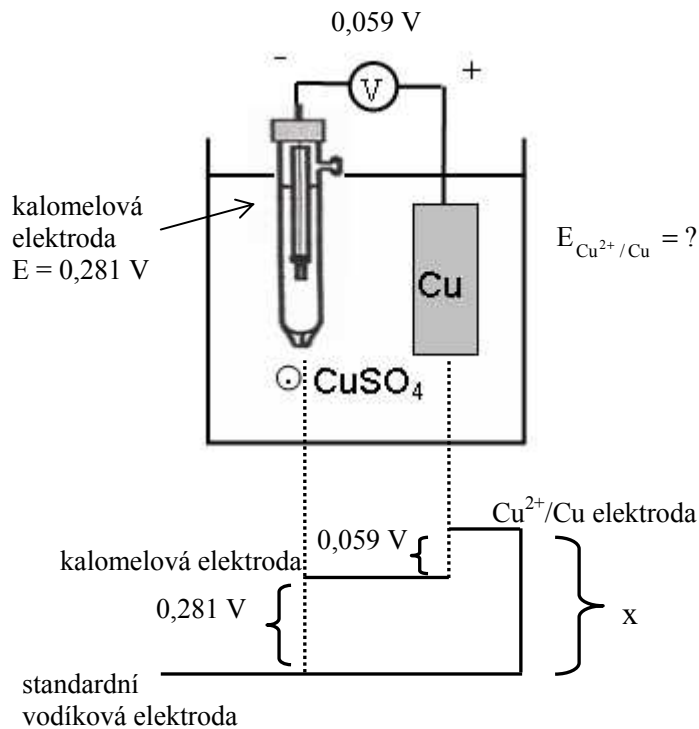 0,059 V
- +
V
kalomelová
elektroda
E = 0,281 V
E Cu²⁺/Cu = ?
Cu
CuSO₄
Cu²⁺/Cu elektroda
0,059 V
kalomelová elektroda
0,281 V
x
standardní
vodíková elektroda